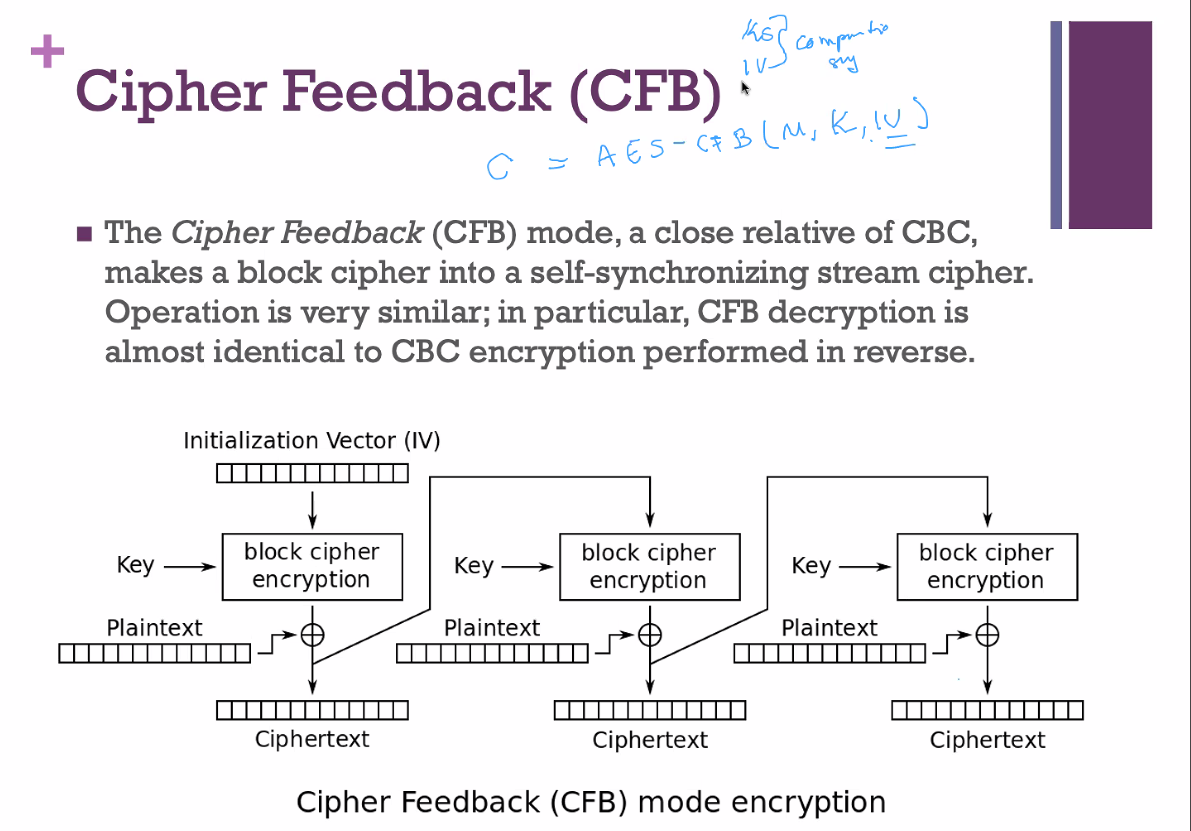 Cipher Feedback (CFB)
IV
C = AES-CFB(M, K, IV)
■ The Cipher Feedback (CFB) mode, a close relative of CBC,
makes a block cipher into a self-synchronizing stream cipher.
Operation is very similar; in particular, CFB decryption is
almost identical to CBC encryption performed in reverse.
Initialization Vector (IV)
Key block cipher Key block cipher Key block cipher
encryption encryption encryption
Plaintext Plaintext Plaintext
Ciphertext Ciphertext Ciphertext
Cipher Feedback (CFB) mode encryption